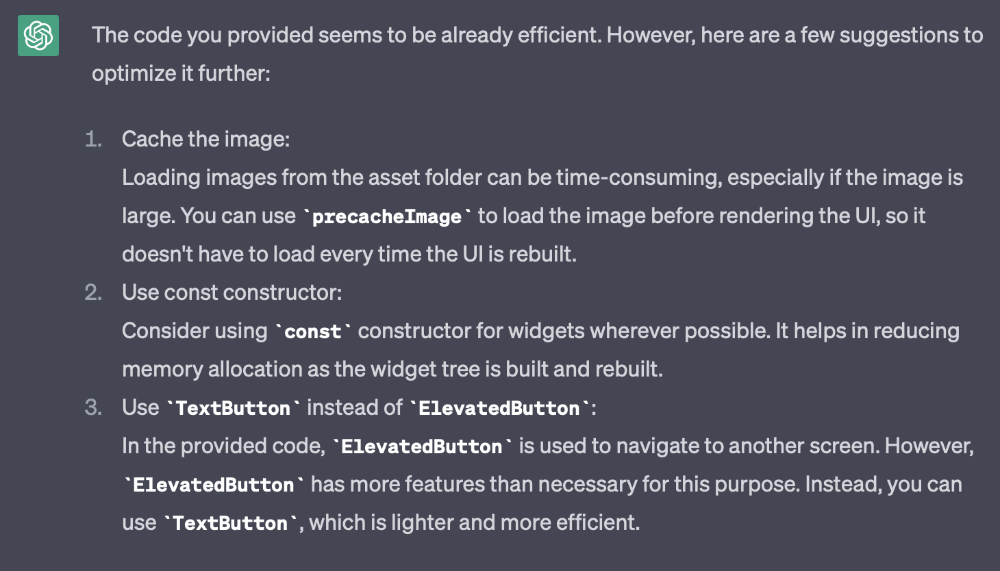 The code you provided seems to be already efficient. However, here are a few suggestions to
optimize it further:
1. Cache the image:
Loading images from the asset folder can be time-consuming, especially if the image is
large. You can use `precacheImage` to load the image before rendering the UI, so it
doesn't have to load every time the UI is rebuilt.
2. Use const constructor:
Consider using `const` constructor for widgets wherever possible. It helps in reducing
memory allocation as the widget tree is built and rebuilt.
3. Use `TextButton` instead of `ElevatedButton`:
In the provided code, `ElevatedButton` is used to navigate to another screen. However,
`ElevatedButton` has more features than necessary for this purpose. Instead, you can
use `TextButton`, which is lighter and more efficient.